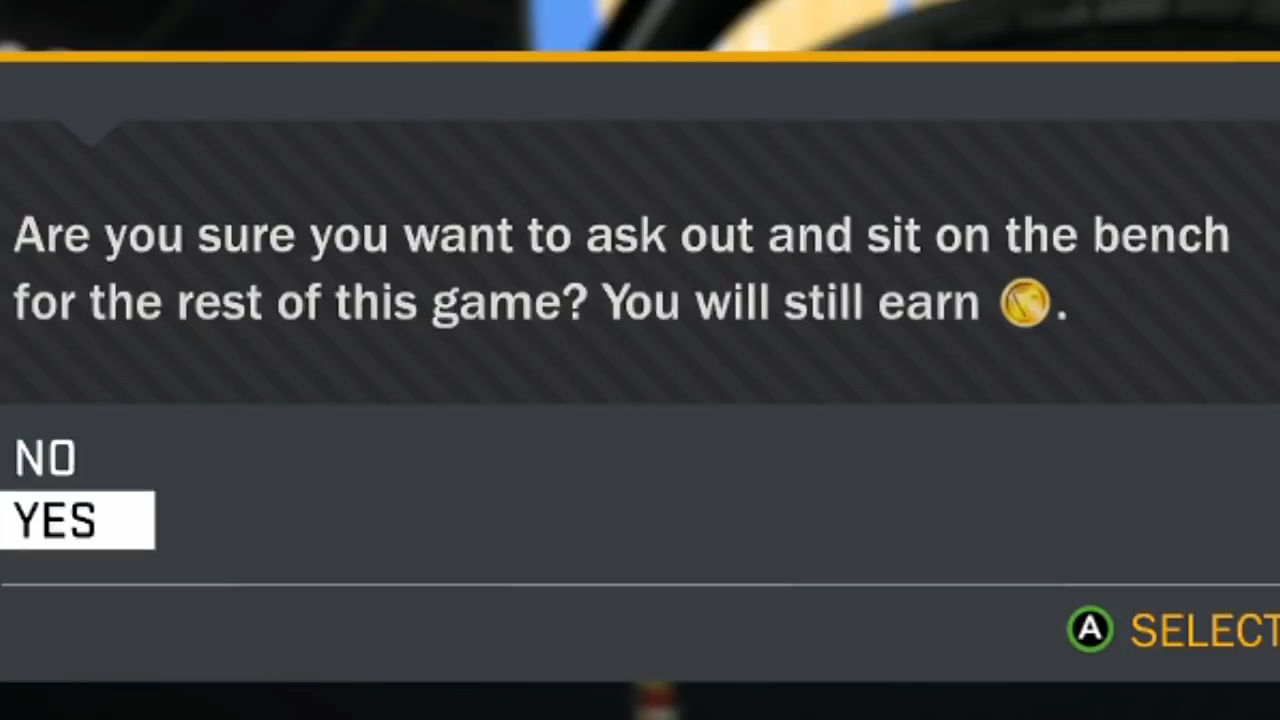 Are you sure you want to ask out and sit on the bench
for the rest of this game? You will still earn .
NO
YES
A SELECT